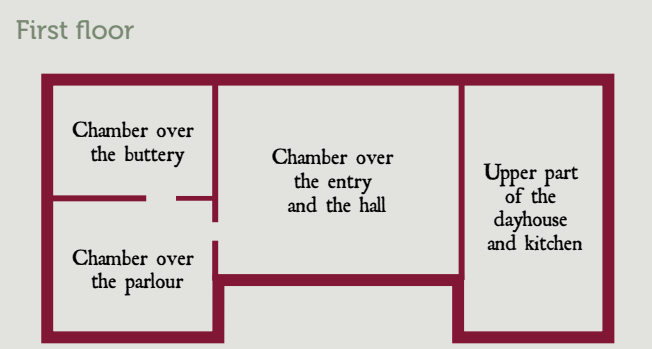 First floor
Chamber over
the buttery
Chamber over
the entry
and the hall
Upper part
of the
dayhouse
and kitchen
Chamber over
the parlour